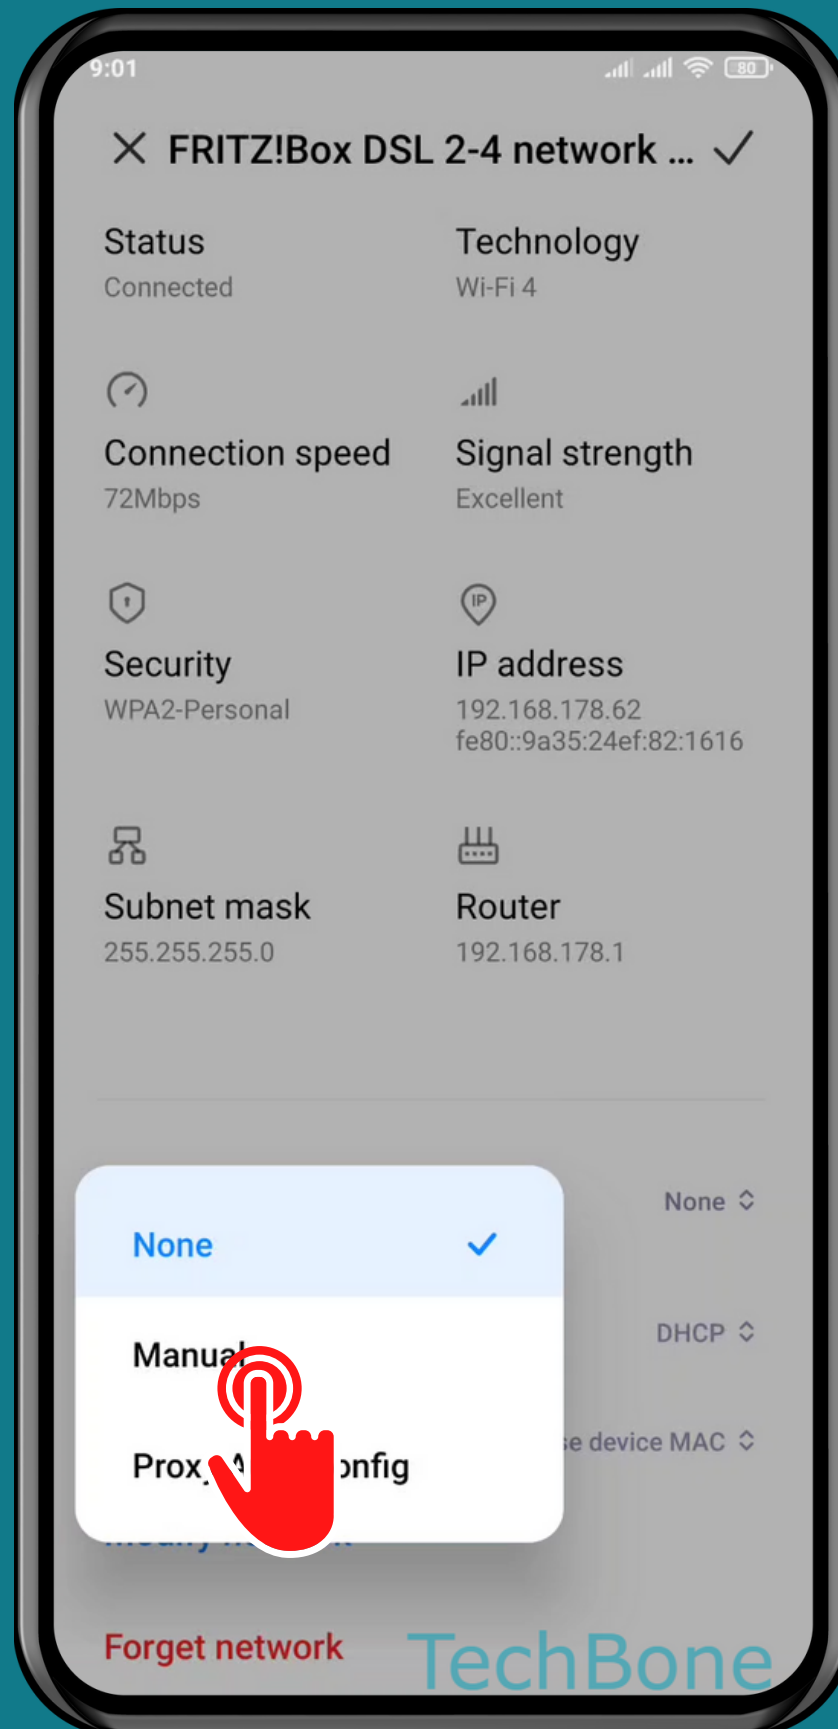 9:01
80
FRITZ!Box DSL 2-4 network ...
Status
Connected
Technology
Wi-Fi 4
Connection speed
72Mbps
Signal strength
Excellent
Security
WPA2-Personal
IP
IP address
192.168.178.62
fe80::9a35:24ef:82:1616
Subnet mask
255.255.255.0
Router
192.168.178.1
None
None
Manual
DHCP
device MAC
Forget network
TechBone